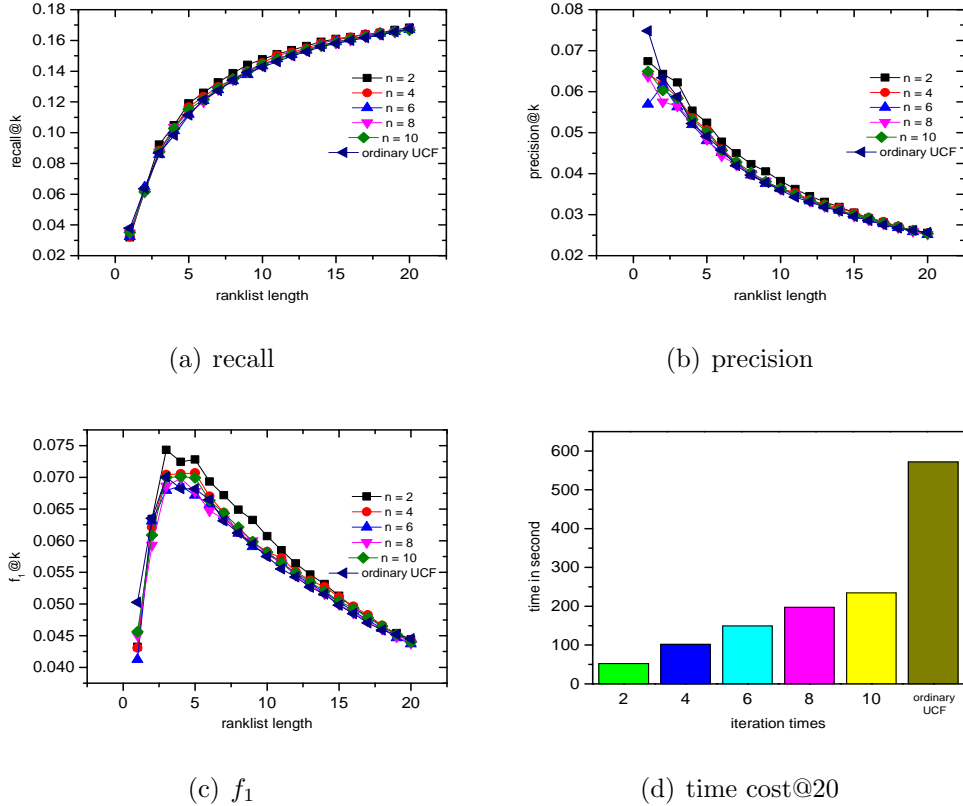 0.20
0.18
0.16
0.14
0.12
0.10
0.08
0.06
0.04
0.02
recall@k
n = 2
n = 4
n = 6
n = 8
n = 10
ordinary UCF
0 5 10 15 20
ranklist length
(a) recall
0.08
0.07
0.06
0.05
0.04
0.03
0.02
precision@k
n = 2
n = 4
n = 6
n = 8
n = 10
ordinary UCF
0 5 10 15 20
ranklist length
(b) precision
0.075
0.070
0.065
0.060
0.055
0.050
0.045
0.040
f1@k
n = 2
n = 4
n = 6
n = 8
n = 10
ordinary UCF
0 5 10 15 20
ranklist length
(c) f1
600
500
400
300
200
100
0
time in second
2 4 6 8 10 ordinary
UCF
iteration times
(d) time cost@20